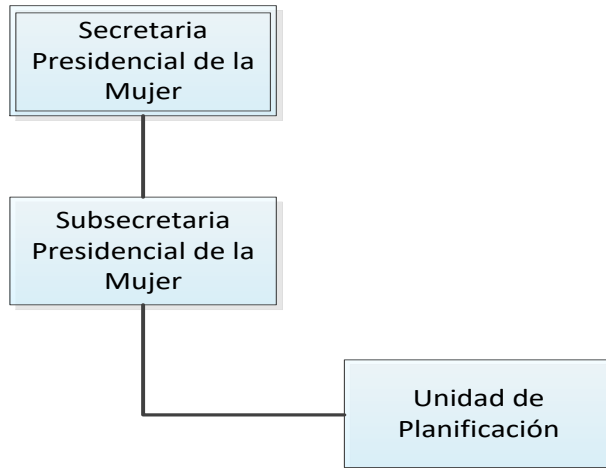 Secretaria
Presidencial de la
Mujer
Subsecretaria
Presidencial de la
Mujer
Unidad de
Planificación